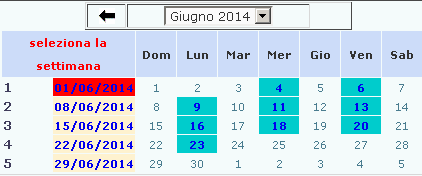 Giugno 2014
seleziona la settimana Dom Lun Mar Mer Gio Ven Sab
1 01/06/2014 1 2 3 4 5 6 7
2 08/06/2014 8 9 10 11 12 13 14
3 15/06/2014 15 16 17 18 19 20 21
4 22/06/2014 22 23 24 25 26 27 28
5 29/06/2014 29 30 1 2 3 4 5